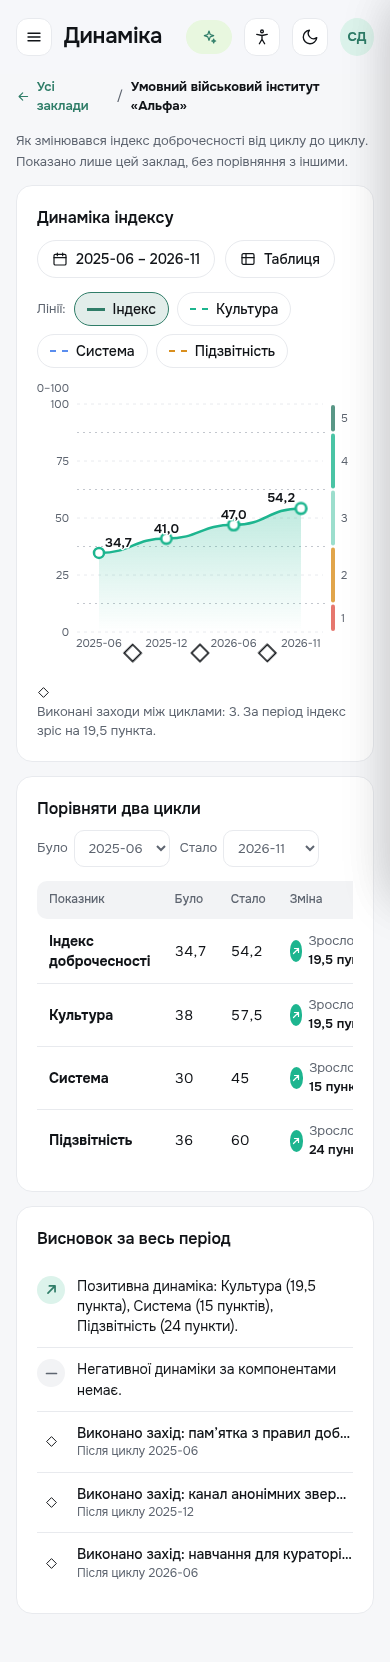 Динаміка
СД
← Усі заклади / Умовний військовий інститут «Альфа»
Як змінювався індекс доброчесності від циклу до циклу.
Показано лише цей заклад, без порівняння з іншими.
Динаміка індексу
2025-06 – 2026-11
Таблиця
Лінії:
Індекс
Культура
Система
Підзвітність
0–100
100
75
50
25
0
34,7
41,0
47,0
54,2
5
4
3
2
1
2025-06
2025-12
2026-06
2026-11
Виконані заходи між циклами: 3. За період індекс
зріс на 19,5 пункта.
Порівняти два цикли
Було 2025-06 Стало 2026-11
Показник Було Стало Зміна
Індекс доброчесності 34,7 54,2 Зросло 19,5
Культура 38 57,5 Зросло 19,5
Система 30 45 Зросло 15
Підзвітність 36 60 Зросло 24
Висновок за весь період
Позитивна динаміка: Культура (19,5
пункта), Система (15 пунктів),
Підзвітність (24 пункти).
Негативної динаміки за компонентами
немає.
Виконано захід: пам’ятка з правил доб...
Після циклу 2025-06
Виконано захід: канал анонімних звер...
Після циклу 2025-12
Виконано захід: навчання для кураторі...
Після циклу 2026-06